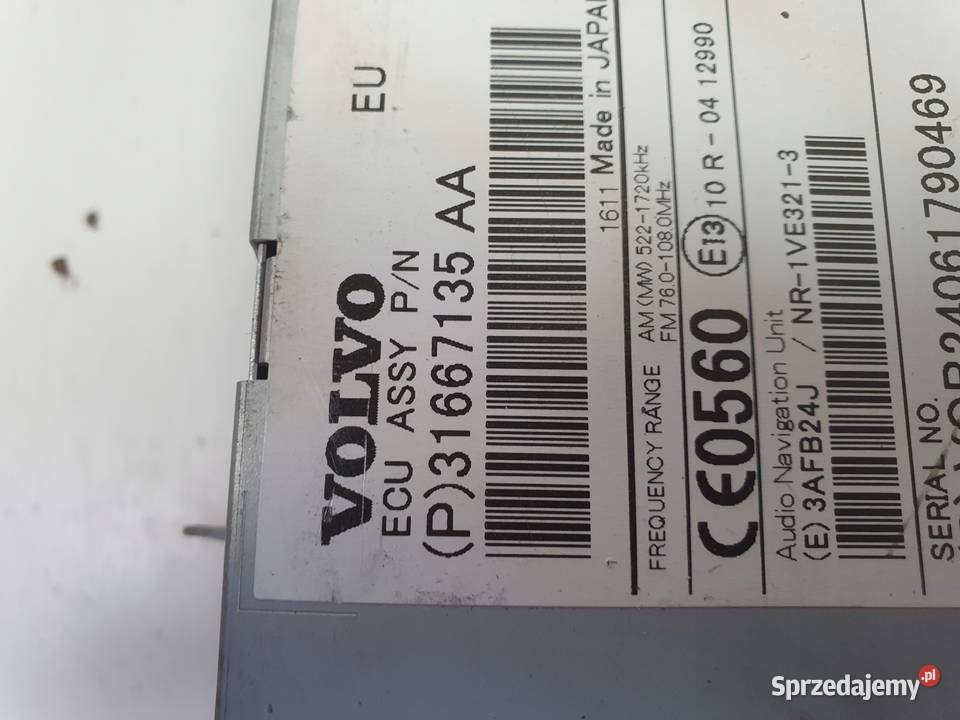 VOLVO
EU
ECU ASSY P/N
(P)31667135 AA
1611 Made in JAPAN
FREQUENCY RANGE AM (MW) 522-1720kHz
FM 76.0-108.0MHz
CE0560 E13 10 R - 04 12990
Audio Navigation Unit
(E) 3AFB24J / NR-1VE321-3
SERIAL NO.
Sprzedajemy.pl